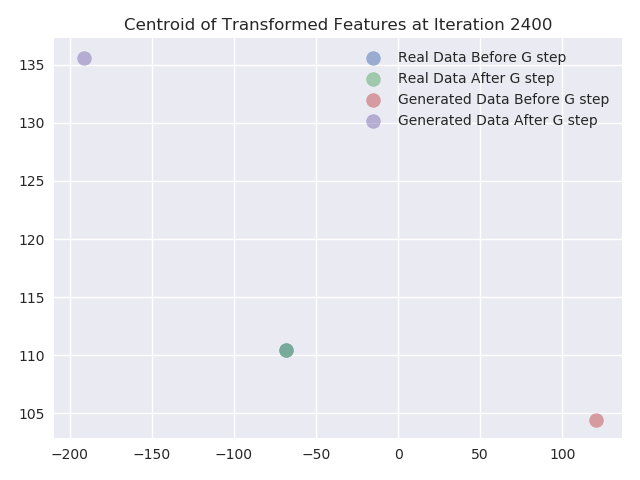 Centroid of Transformed Features at Iteration 2400
135
130
125
120
115
110
105
Real Data Before G step
Real Data After G step
Generated Data Before G step
Generated Data After G step
−200 −150 −100 −50 0 50 100